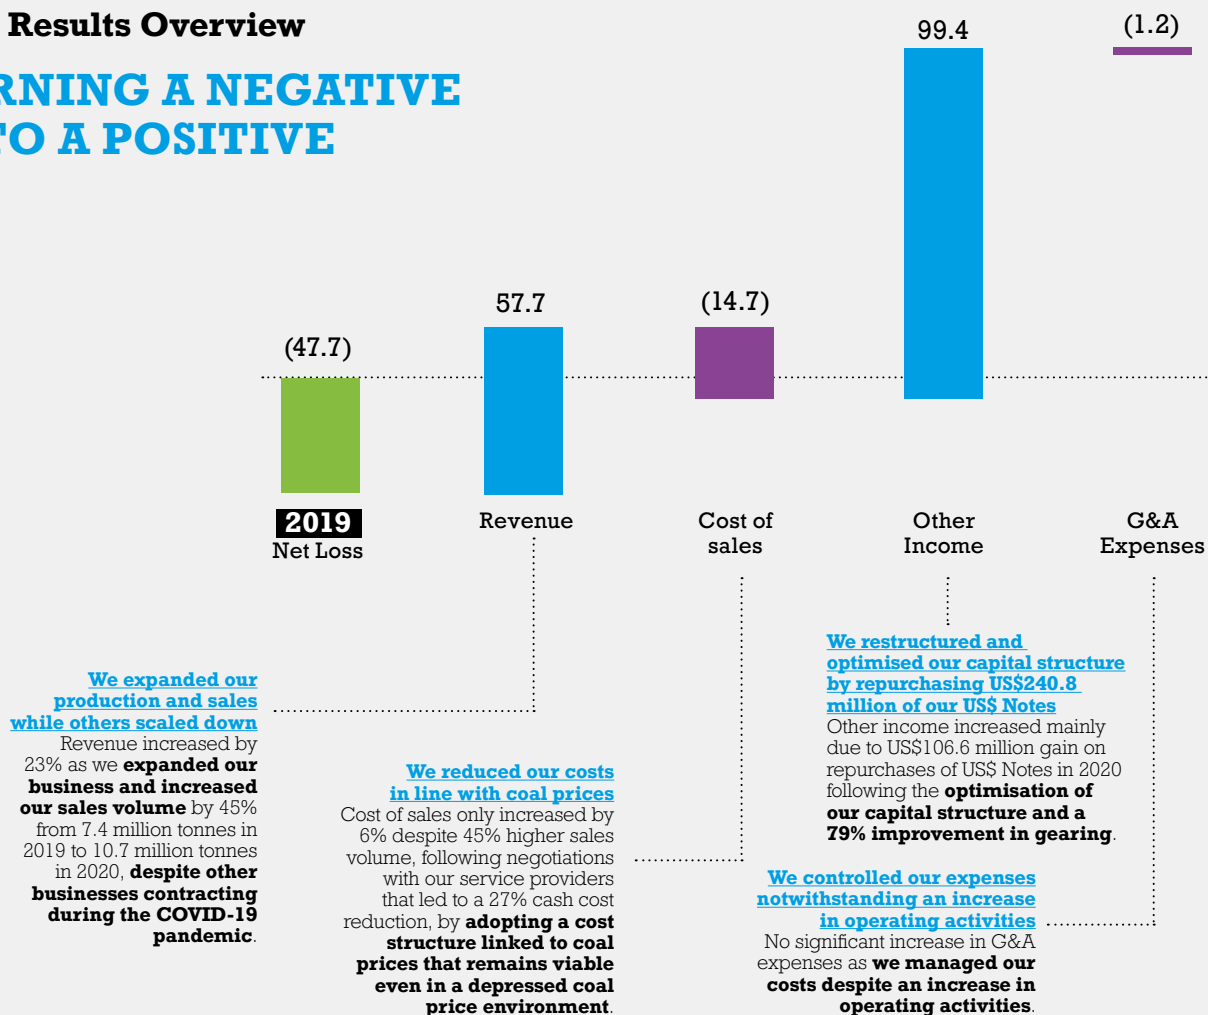 Results Overview
RNING A NEGATIVE
TO A POSITIVE
(47.7)
57.7
(14.7)
99.4
(1.2)
2019
Net Loss
Revenue
Cost of
sales
Other
Income
G&A
Expenses
We expanded our
production and sales
while others scaled down
Revenue increased by
23% as we expanded our
business and increased
our sales volume by 45%
from 7.4 million tonnes in
2019 to 10.7 million tonnes
in 2020, despite other
businesses contracting
during the COVID-19
pandemic.
We reduced our costs
in line with coal prices
Cost of sales only increased by
6% despite 45% higher sales
volume, following negotiations
with our service providers
that led to a 27% cash cost
reduction, by adopting a cost
structure linked to coal
prices that remains viable
even in a depressed coal
price environment.
We restructured and
optimised our capital structure
by repurchasing US$240.8
million of our US$ Notes
Other income increased mainly
due to US$106.6 million gain on
repurchases of US$ Notes in 2020
following the optimisation of
our capital structure and a
79% improvement in gearing.
We controlled our expenses
notwithstanding an increase
in operating activities
No significant increase in G&A
expenses as we managed our
costs despite an increase in
operating activities.